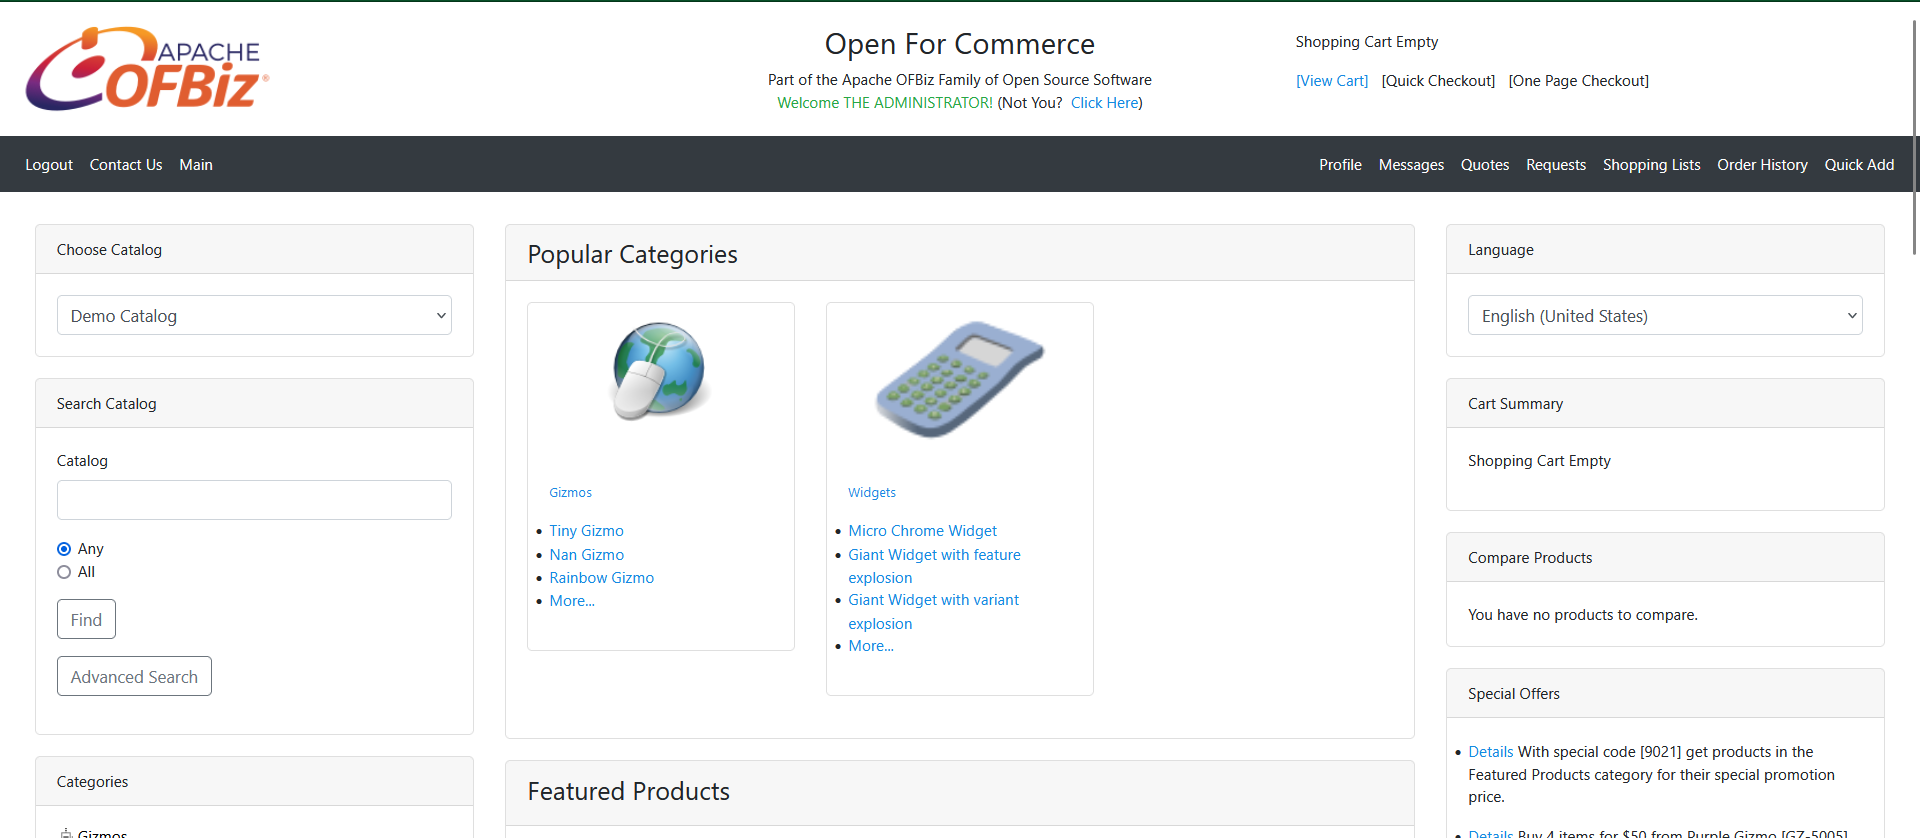 APACHE
OFBiz®
Open For Commerce
Part of the Apache OFBiz Family of Open Source Software
Welcome THE ADMINISTRATOR! (Not You? Click Here)
Shopping Cart Empty
[View Cart] [Quick Checkout] [One Page Checkout]
Logout Contact Us Main
Profile Messages Quotes Requests Shopping Lists Order History Quick Add
Choose Catalog
Demo Catalog
Search Catalog
Catalog
Any
All
Find
Advanced Search
Categories
Gizmos
Popular Categories
Gizmos
Tiny Gizmo
Nan Gizmo
Rainbow Gizmo
More...
Widgets
Micro Chrome Widget
Giant Widget with feature
explosion
Giant Widget with variant
explosion
More...
Featured Products
Language
English (United States)
Cart Summary
Shopping Cart Empty
Compare Products
You have no products to compare.
Special Offers
Details With special code [9021] get products in the
Featured Products category for their special promotion
price.
Details Buy 4 items for $50 from Purple Gizmo [GZ-5005]